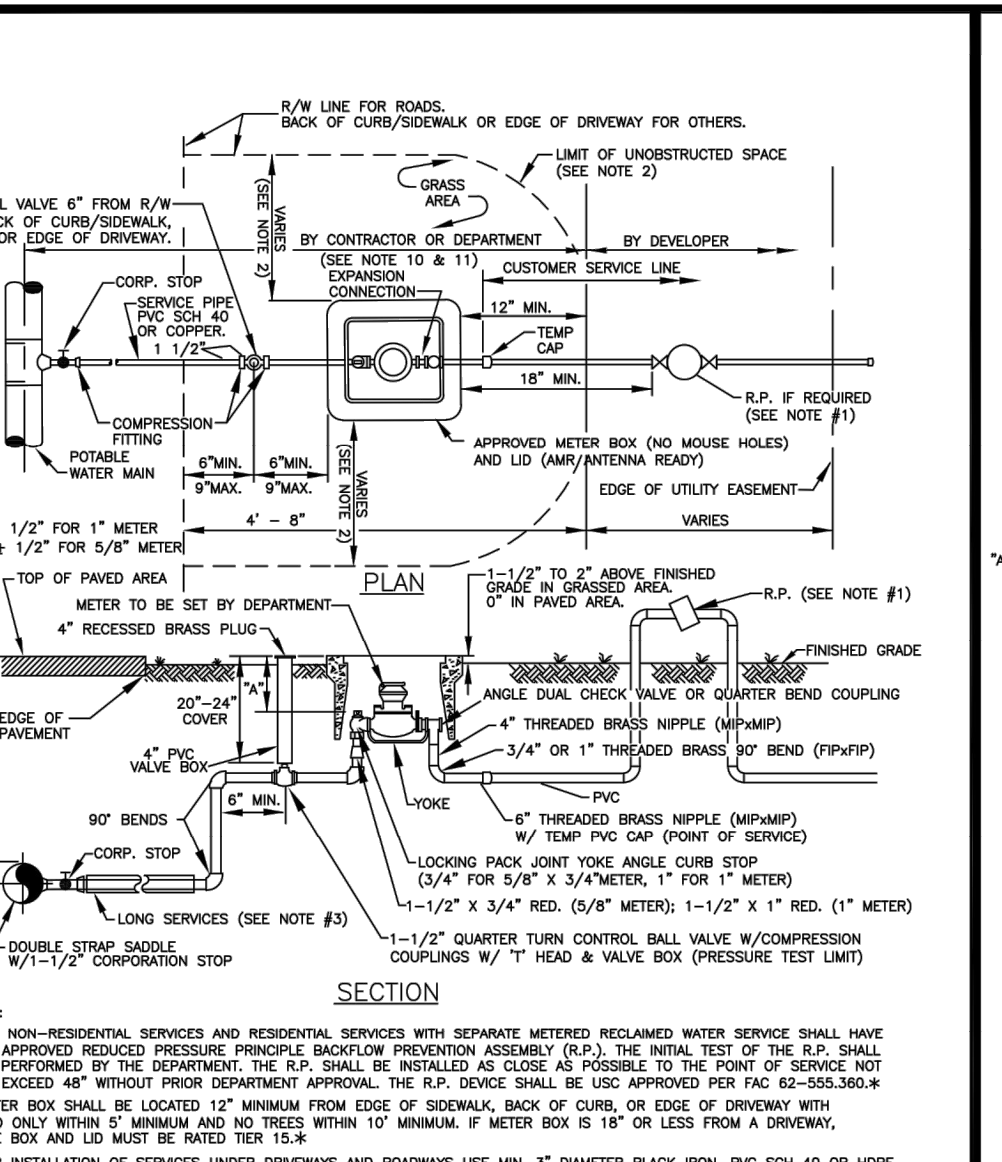 R/W LINE FOR ROADS.
BACK OF CURB/SIDEWALK OR EDGE OF DRIVEWAY FOR OTHERS.
LIMIT OF UNOBSTRUCTED SPACE
(SEE NOTE 2)
GRASS
AREA
VALVE 6" FROM R/W
OF CURB/SIDEWALK,
OR EDGE OF DRIVEWAY.
VARIES
(SEE NOTE 2)
BY CONTRACTOR OR DEPARTMENT
(SEE NOTE 10 & 11)
BY DEVELOPER
EXPANSION
CONNECTION
CUSTOMER SERVICE LINE
CORP. STOP
SERVICE PIPE
PVC SCH 40
OR COPPER.
1 1/2"
12" MIN.
TEMP
CAP
18" MIN.
R.P. IF REQUIRED
(SEE NOTE #1)
COMPRESSION
FITTING
POTABLE
WATER MAIN
APPROVED METER BOX (NO MOUSE HOLES)
AND LID (AMR/ANTENNA READY)
6"MIN.
9"MAX.
6"MIN.
9"MAX.
VARIES
(SEE NOTE 2)
EDGE OF UTILITY EASEMENT
4' - 8"
VARIES
1/2" FOR 1" METER
1/2" FOR 5/8" METER
PLAN
"A
TOP OF PAVED AREA
METER TO BE SET BY DEPARTMENT
4" RECESSED BRASS PLUG
1-1/2" TO 2" ABOVE FINISHED
GRADE IN GRASSED AREA.
0" IN PAVED AREA.
R.P. (SEE NOTE #1)
FINISHED GRADE
"A"
20"-24"
COVER
EDGE OF
PAVEMENT
ANGLE DUAL CHECK VALVE OR QUARTER BEND COUPLING
4" THREADED BRASS NIPPLE (MIPxMIP)
3/4" OR 1" THREADED BRASS 90° BEND (FIPxFIP)
4" PVC
VALVE BOX
6" MIN.
YOKE
PVC
90° BENDS
6" THREADED BRASS NIPPLE (MIPxMIP)
W/ TEMP PVC CAP (POINT OF SERVICE)
CORP. STOP
LOCKING PACK JOINT YOKE ANGLE CURB STOP
(3/4" FOR 5/8" X 3/4"METER, 1" FOR 1" METER)
1-1/2" X 3/4" RED. (5/8" METER); 1-1/2" X 1" RED. (1" METER)
LONG SERVICES (SEE NOTE #3)
DOUBLE STRAP SADDLE
W/1-1/2" CORPORATION STOP
1-1/2" QUARTER TURN CONTROL BALL VALVE W/COMPRESSION
COUPLINGS W/ 'T' HEAD & VALVE BOX (PRESSURE TEST LIMIT)
SECTION
:
NON-RESIDENTIAL SERVICES AND RESIDENTIAL SERVICES WITH SEPARATE METERED RECLAIMED WATER SERVICE SHALL HAVE
APPROVED REDUCED PRESSURE PRINCIPLE BACKFLOW PREVENTION ASSEMBLY (R.P.). THE INITIAL TEST OF THE R.P. SHALL
PERFORMED BY THE DEPARTMENT. THE R.P. SHALL BE INSTALLED AS CLOSE AS POSSIBLE TO THE POINT OF SERVICE NOT
EXCEED 48" WITHOUT PRIOR DEPARTMENT APPROVAL. THE R.P. DEVICE SHALL BE USC APPROVED PER FAC 62-555.360.*
BOX SHALL BE LOCATED 12" MINIMUM FROM EDGE OF SIDEWALK, BACK OF CURB, OR EDGE OF DRIVEWAY WITH
ONLY WITHIN 5' MINIMUM AND NO TREES WITHIN 10' MINIMUM. IF METER BOX IS 18" OR LESS FROM A DRIVEWAY,
BOX AND LID MUST BE RATED TIER 15.*
INSTALLATION OF SERVICES UNDER DRIVEWAYS AND ROADWAYS USE MIN. 3" DIAMETER BLACK IRON, PVC SCH 40 OR HDPE